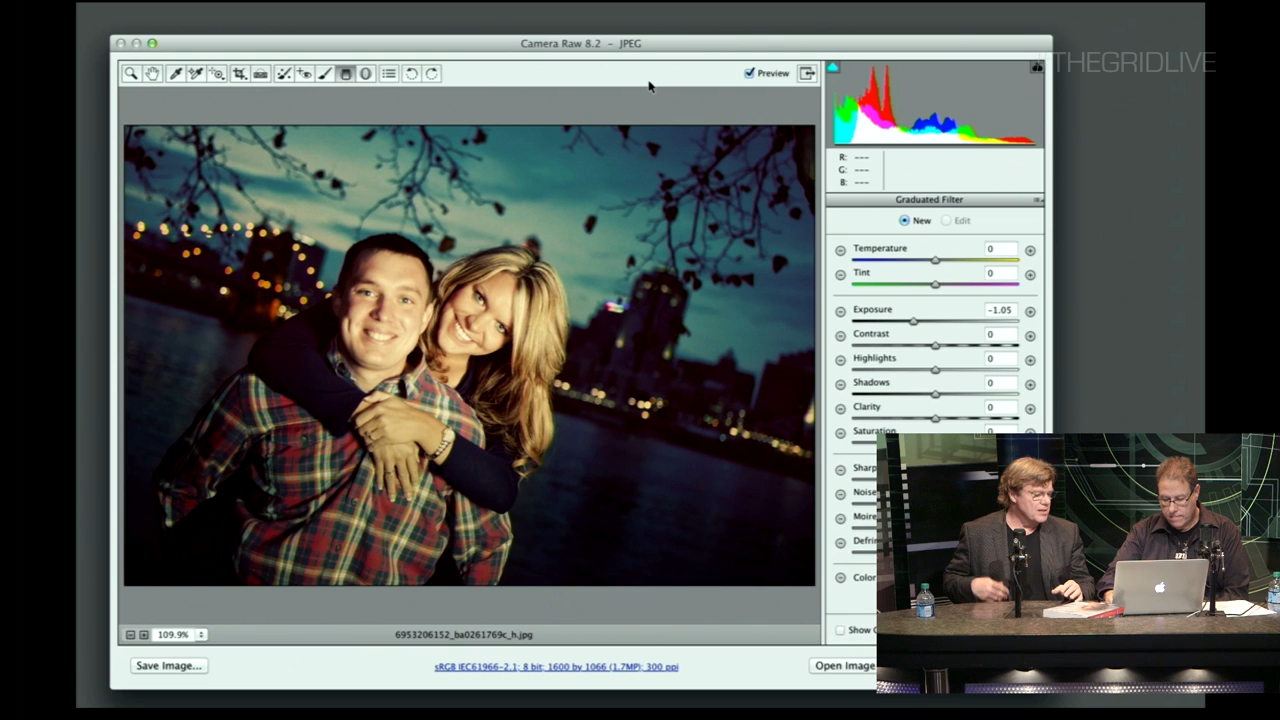 Camera Raw 8.2 - JPEG
THEGRIDLIVE
Preview
R: ---
G: ---
B: ---
Graduated Filter
New Edit
Temperature 0
Tint 0
Exposure -1.05
Contrast 0
Highlights 0
Shadows 0
Clarity 0
Saturation 0
Sharp
Noise
Moire
Defri
Color
Show
109.9%
6953206152_ba0261769c_h.jpg
Save Image...
sRGB IEC61966-2.1; 8 bit; 1600 by 1066 (1.7MP); 300 ppi
Open Image